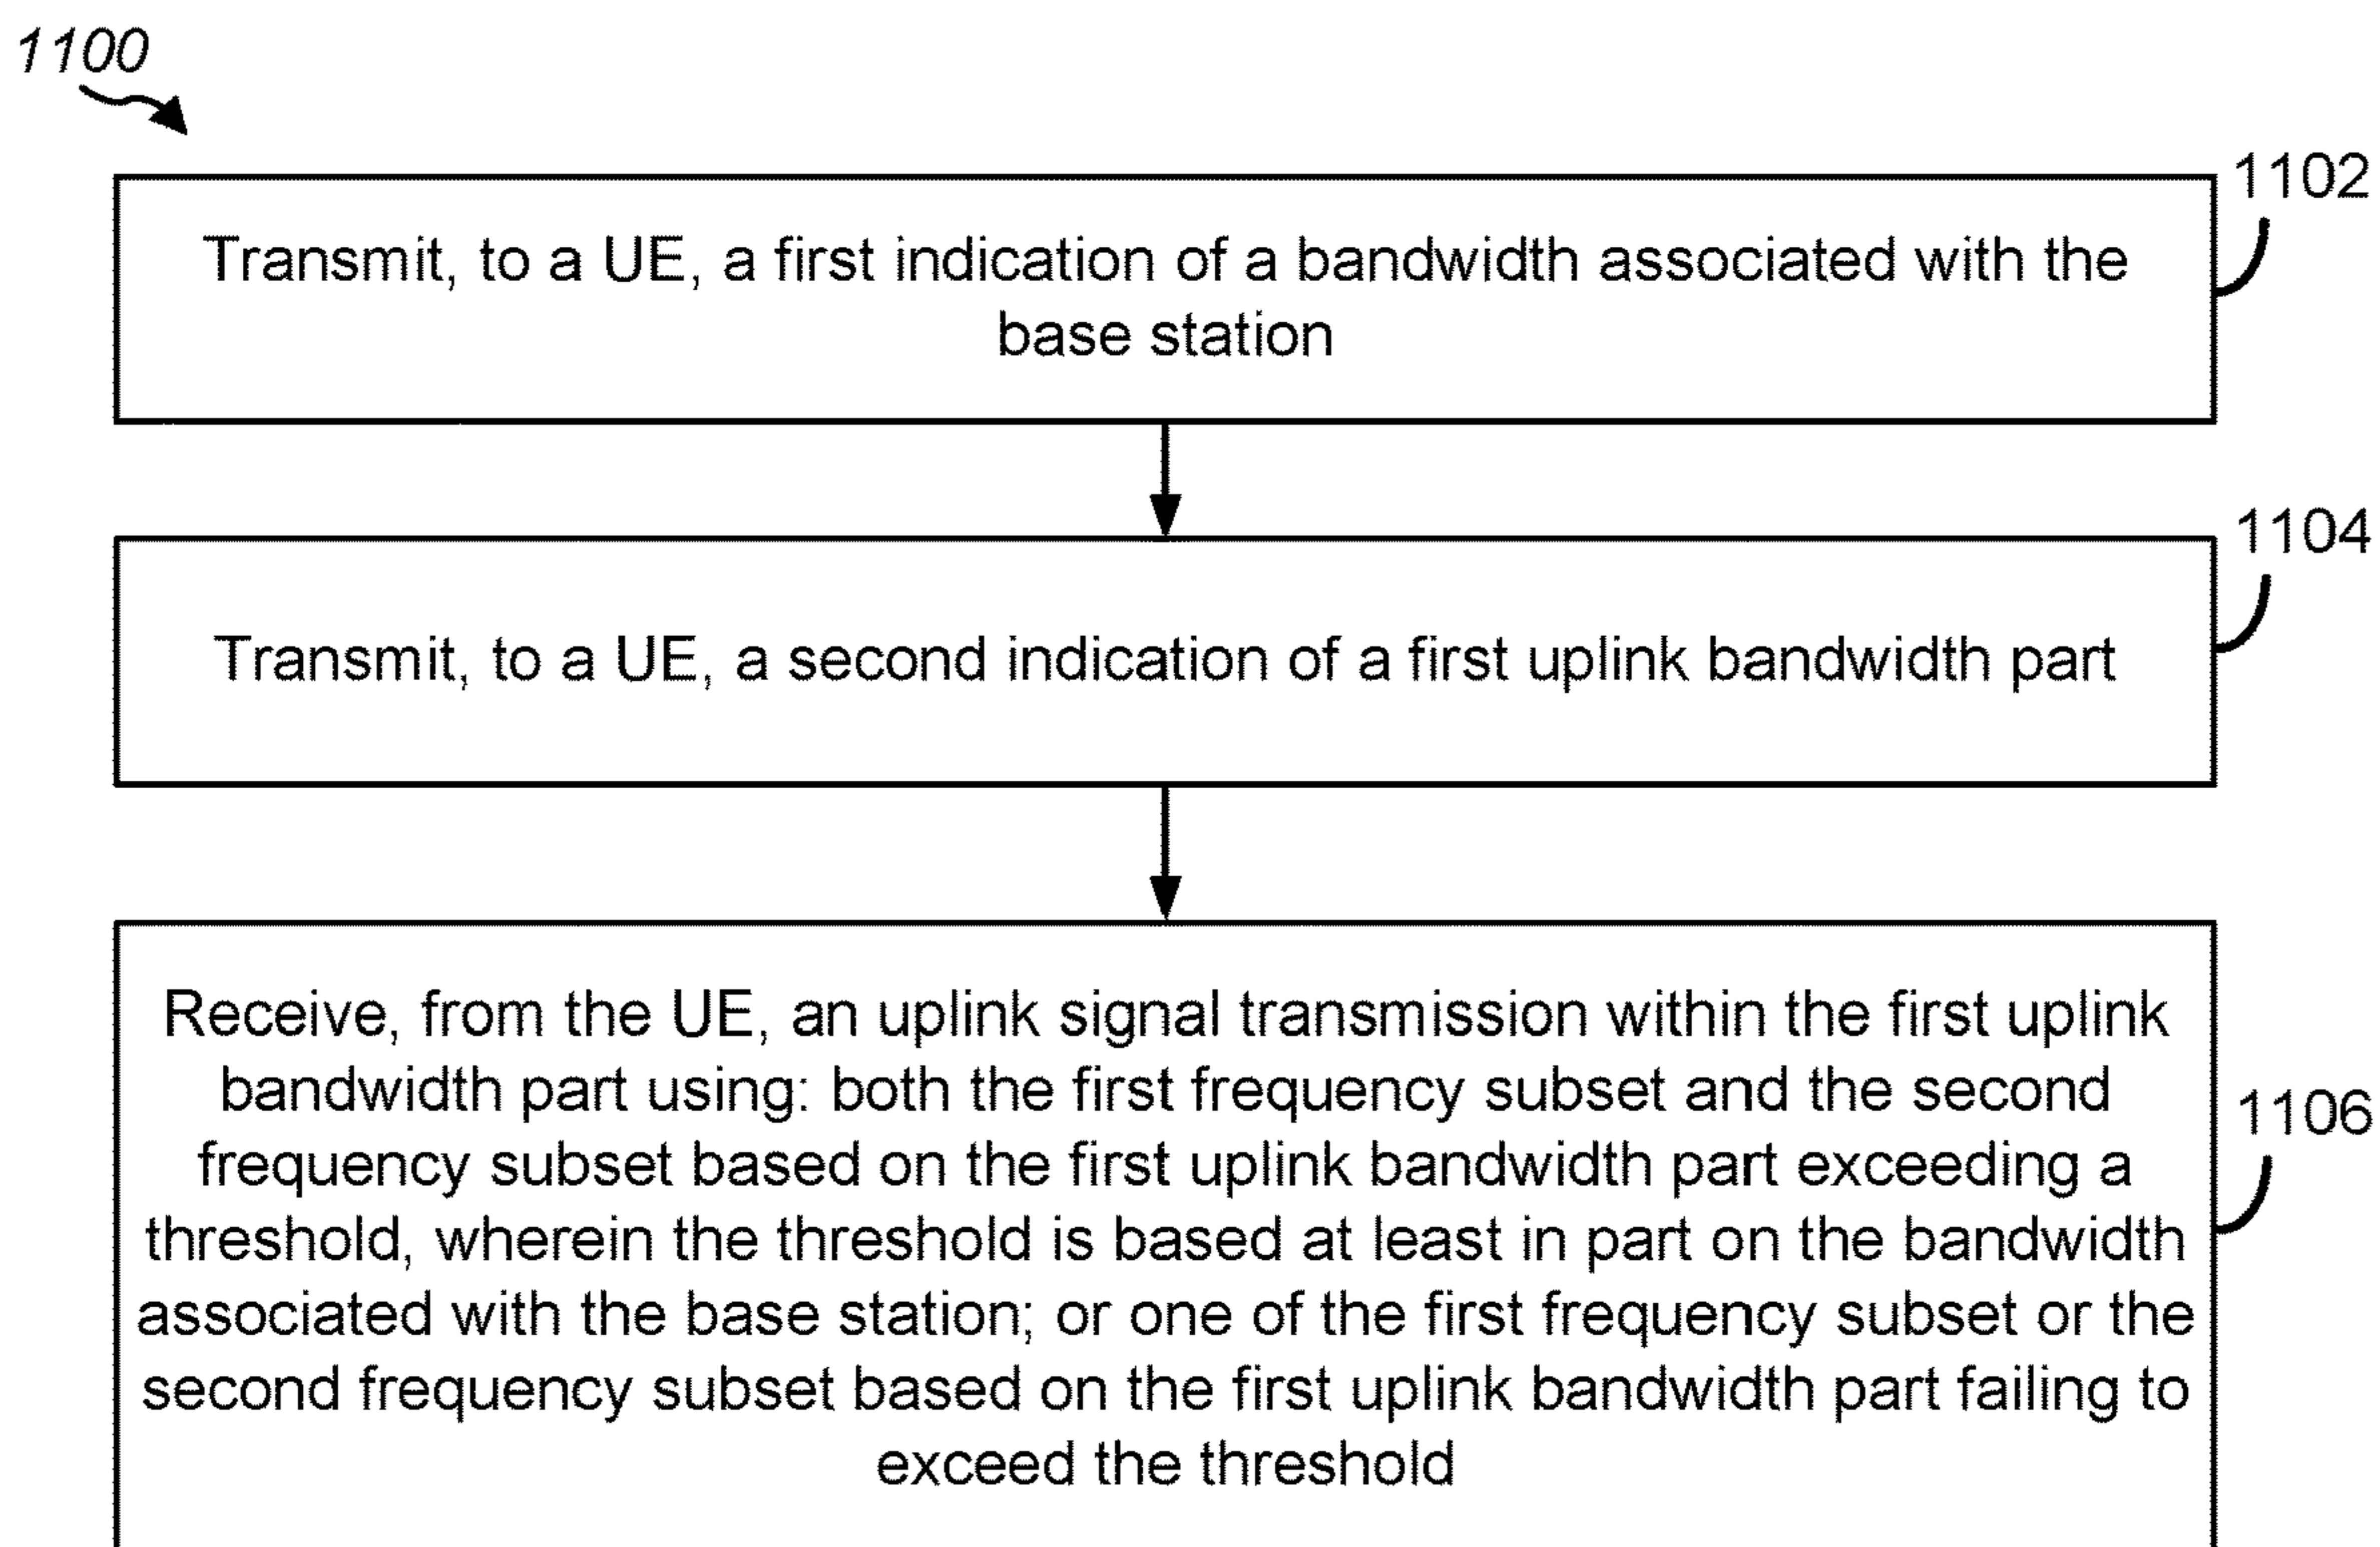 1100
1102
Transmit, to a UE, a first indication of a bandwidth associated with the
base station
1104
Transmit, to a UE, a second indication of a first uplink bandwidth part
Receive, from the UE, an uplink signal transmission within the first uplink
bandwidth part using: both the first frequency subset and the second
1106
frequency subset based on the first uplink bandwidth part exceeding a
threshold, wherein the threshold is based at least in part on the bandwidth
associated with the base station; or one of the first frequency subset or the
second frequency subset based on the first uplink bandwidth part failing to
exceed the threshold